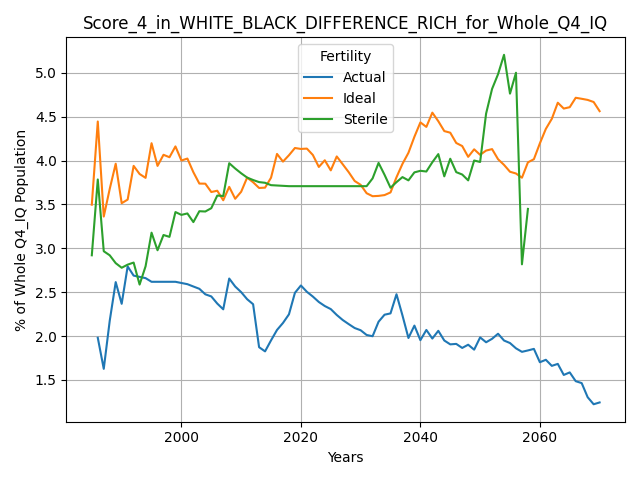 Score_4_in_WHITE_BLACK_DIFFERENCE_RICH_for_Whole_Q4_IQ
Fertility
Actual
Ideal
Sterile
% of Whole Q4_IQ Population
5.0
4.5
4.0
3.5
3.0
2.5
2.0
1.5
2000 2020 2040 2060
Years